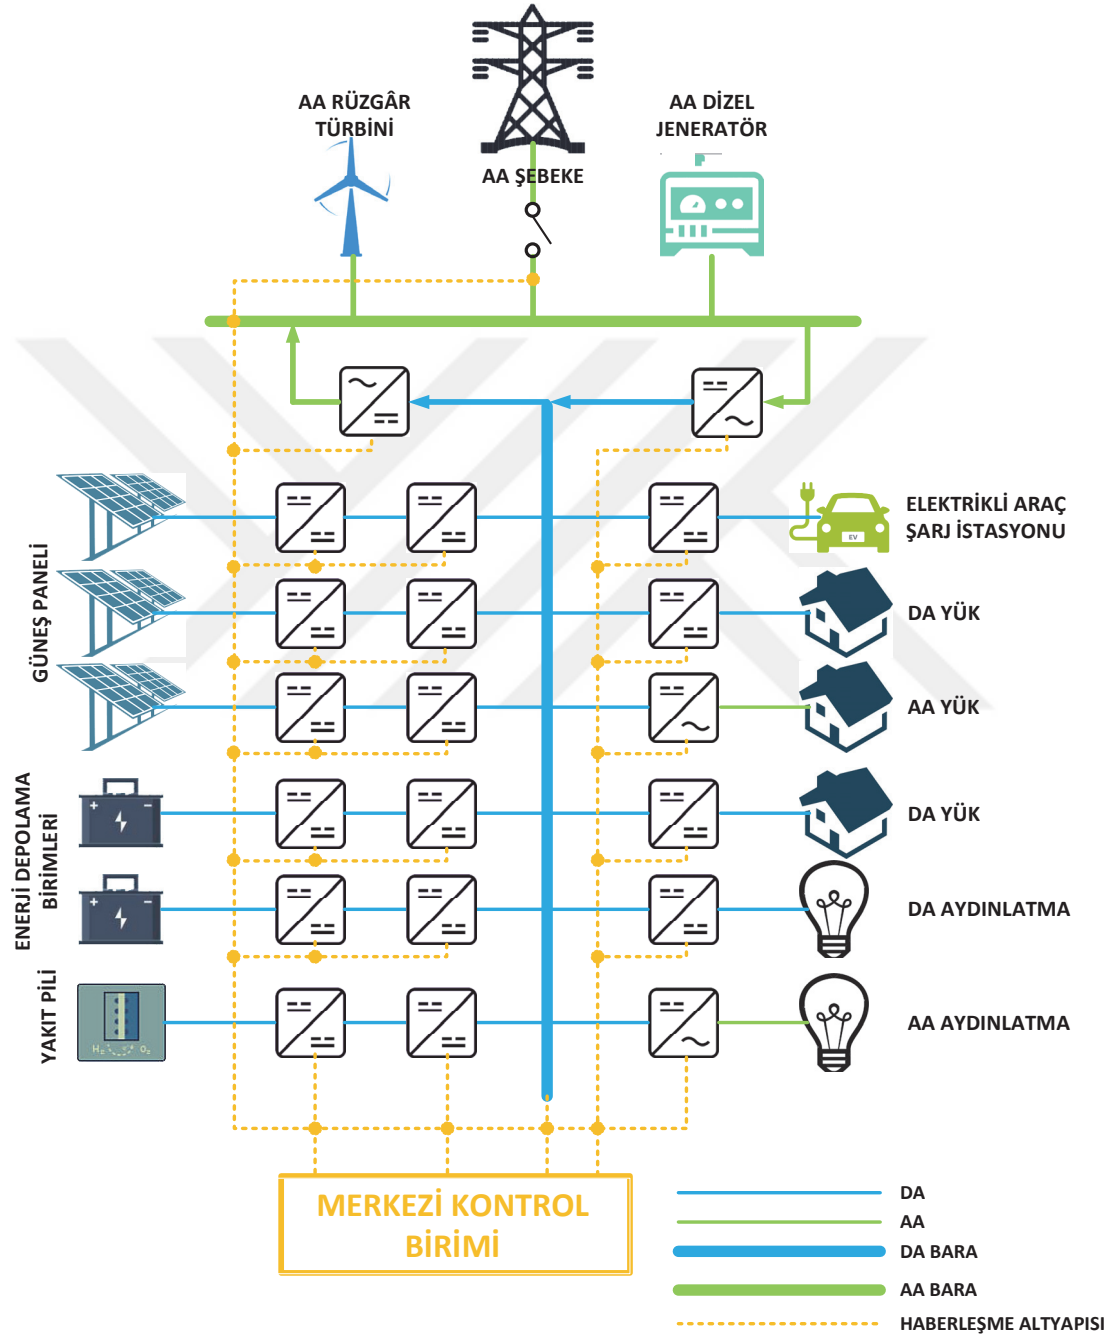 AA RÜZGÂR
TÜRBİNİ
AA ŞEBEKE
AA DİZEL
JENERATÖR
GÜNEŞ PANELİ
ENERJİ DEPOLAMA
BİRİMLERİ
YAKIT PİLİ
H₂
O₂
EV
ELEKTRİKLİ ARAÇ
ŞARJ İSTASYONU
DA YÜK
AA YÜK
DA YÜK
DA AYDINLATMA
AA AYDINLATMA
MERKEZİ KONTROL
BİRİMİ
DA
AA
DA BARA
AA BARA
HABERLEŞME ALTYAPISI